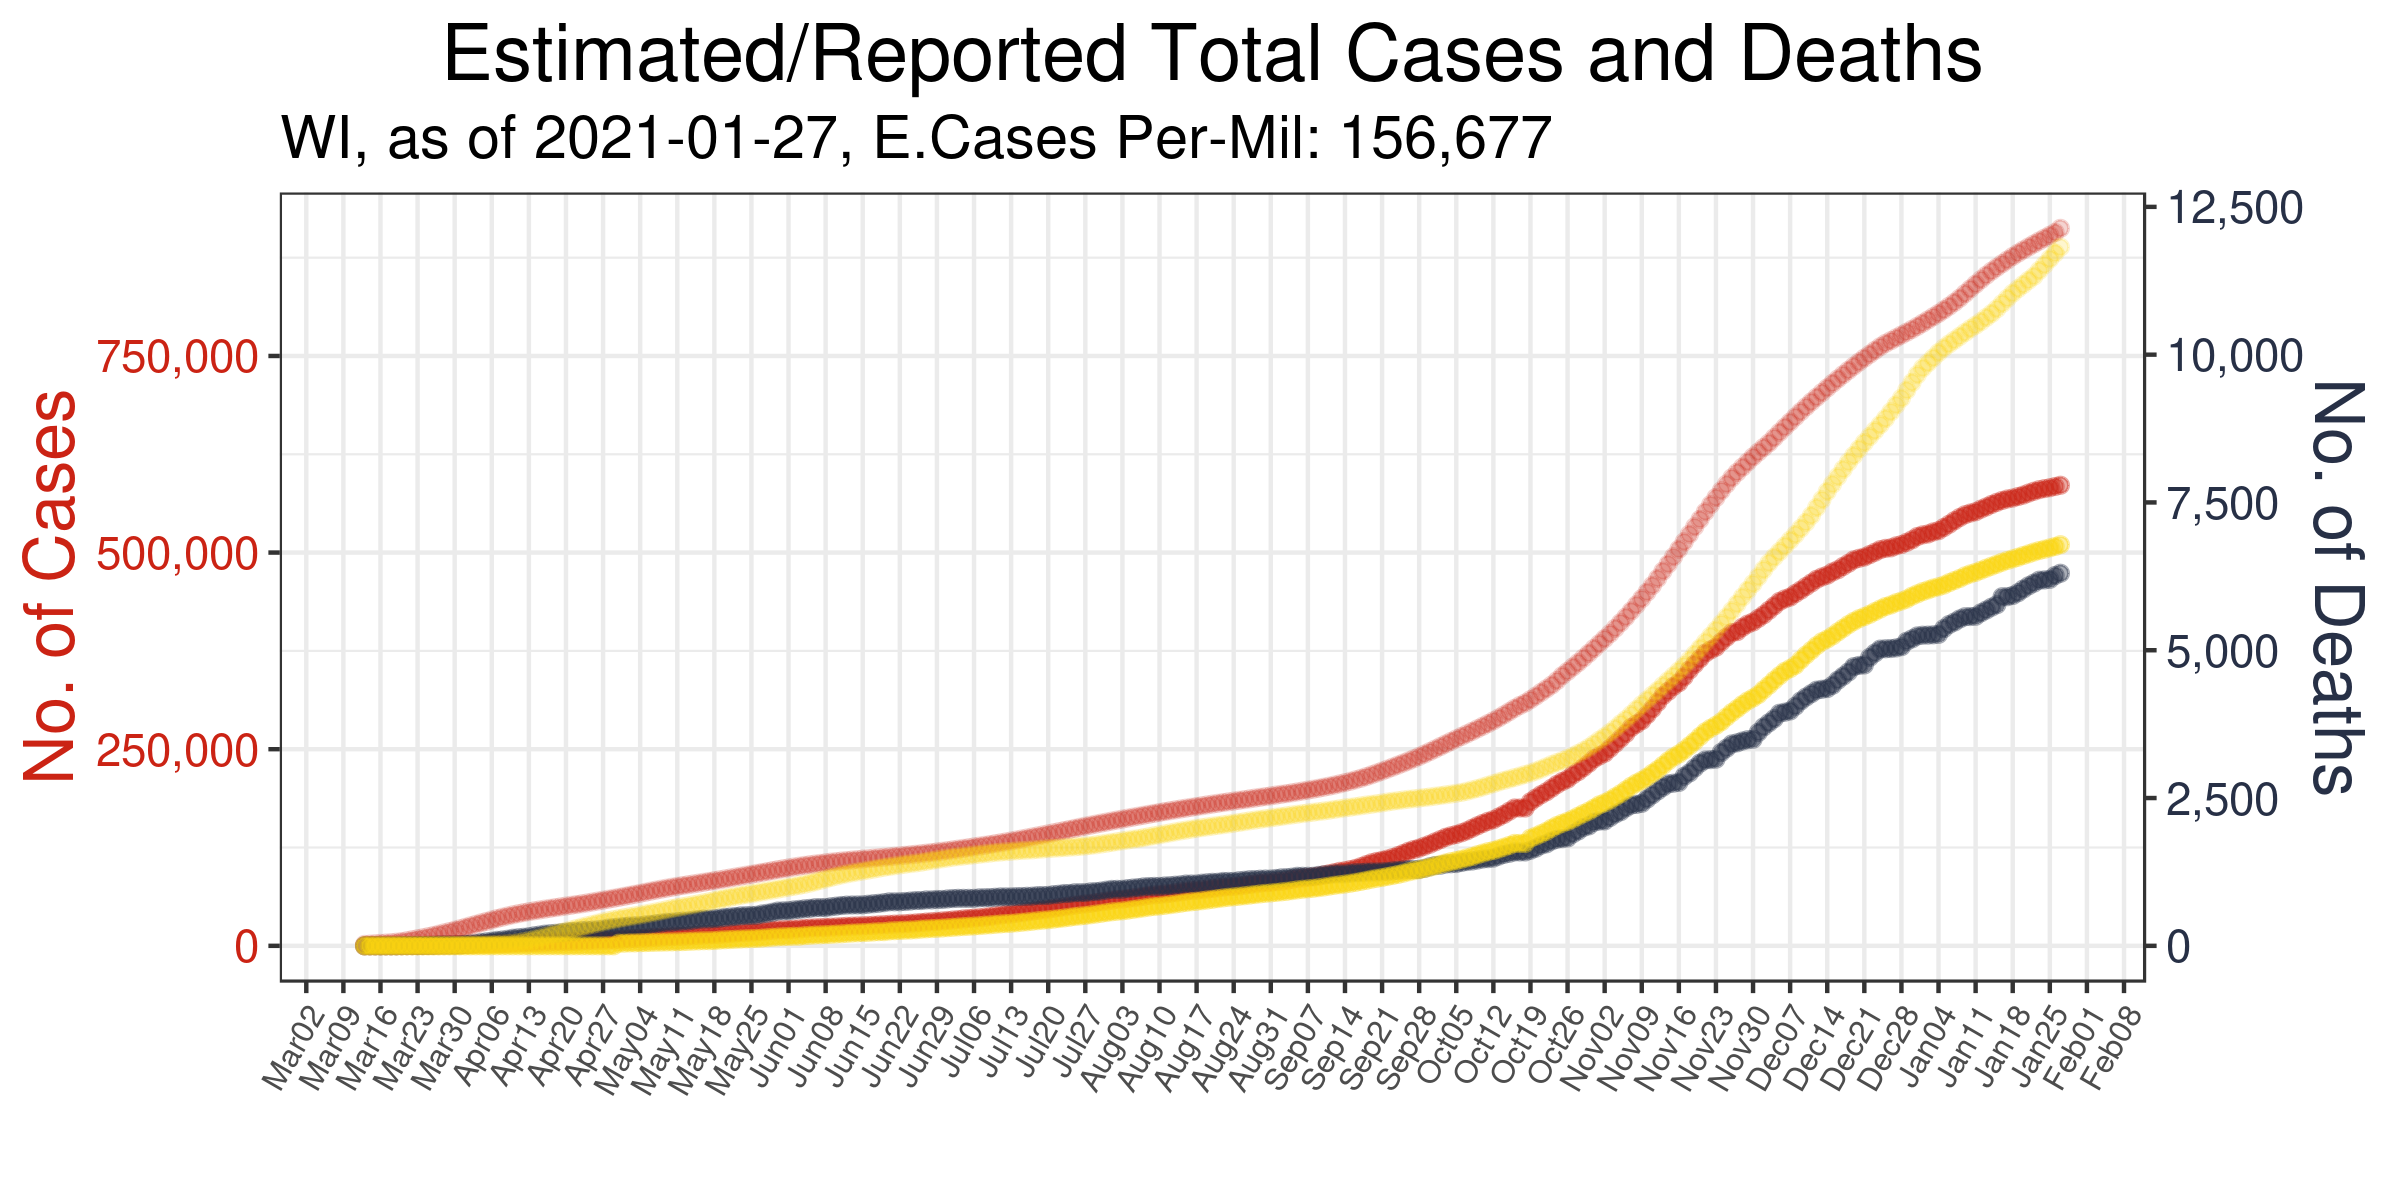 Estimated/Reported Total Cases and Deaths
WI, as of 2021-01-27, E.Cases Per-Mil: 156,677
No. of Cases
750,000
500,000
250,000
0
12,500
10,000
7,500
5,000
2,500
0
No. of Deaths
Mar02
Mar09
Mar16
Mar23
Mar30
Apr06
Apr13
Apr20
Apr27
May04
May11
May18
May25
Jun01
Jun08
Jun15
Jun22
Jun29
Jul06
Jul13
Jul20
Jul27
Aug03
Aug10
Aug17
Aug24
Aug31
Sep07
Sep14
Sep21
Sep28
Oct05
Oct12
Oct19
Oct26
Nov02
Nov09
Nov16
Nov23
Nov30
Dec07
Dec14
Dec21
Dec28
Jan04
Jan11
Jan18
Jan25
Feb01
Feb08